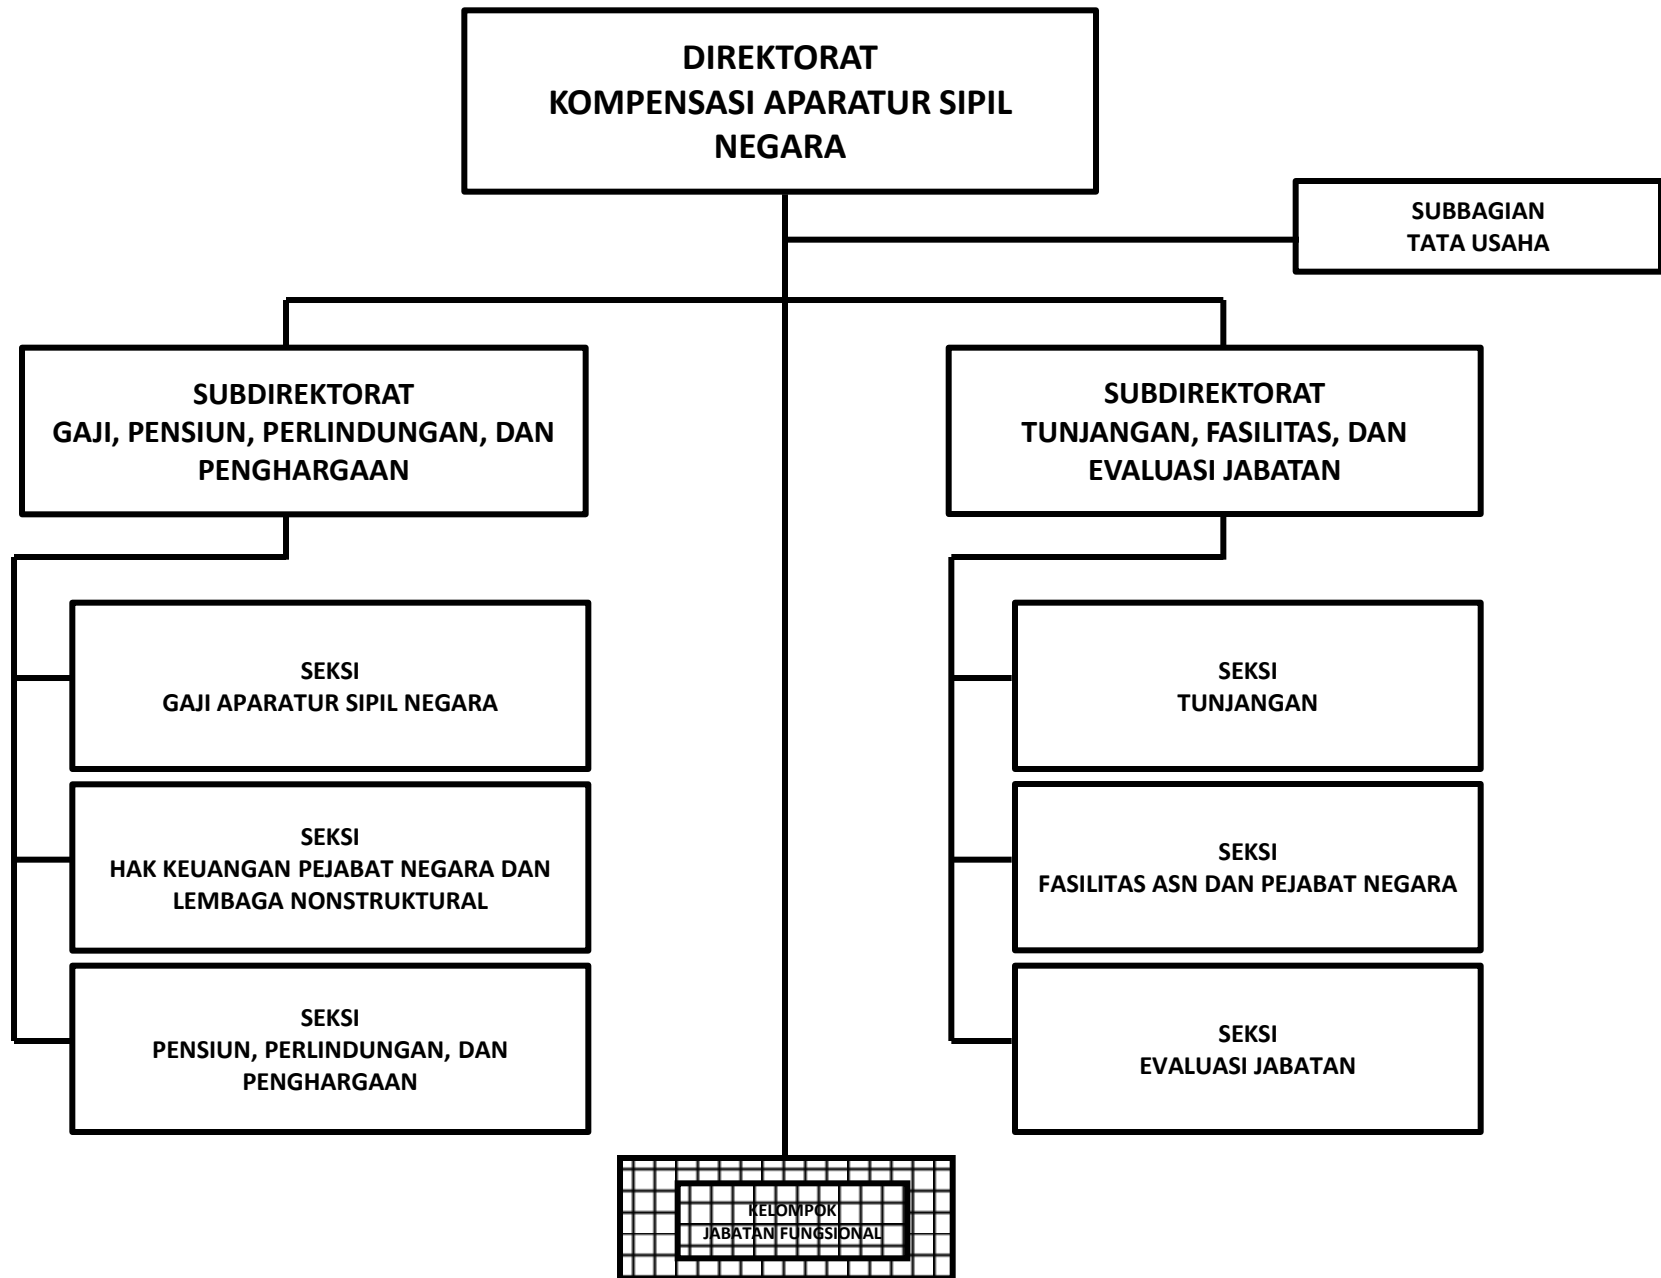 DIREKTORAT
KOMPENSASI APARATUR SIPIL
NEGARA
SUBBAGIAN
TATA USAHA
SUBDIREKTORAT
GAJI, PENSIUN, PERLINDUNGAN, DAN
PENGHARGAAN
SUBDIREKTORAT
TUNJANGAN, FASILITAS, DAN
EVALUASI JABATAN
SEKSI
GAJI APARATUR SIPIL NEGARA
SEKSI
HAK KEUANGAN PEJABAT NEGARA DAN
LEMBAGA NONSTRUKTURAL
SEKSI
PENSIUN, PERLINDUNGAN, DAN
PENGHARGAAN
SEKSI
TUNJANGAN
SEKSI
FASILITAS ASN DAN PEJABAT NEGARA
SEKSI
EVALUASI JABATAN
KELOMPOK
JABATAN FUNGSIONAL